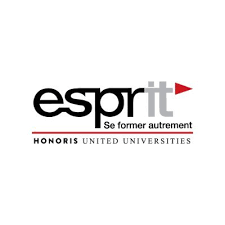 esprit
Se former autrement
HONORIS UNITED UNIVERSITIES